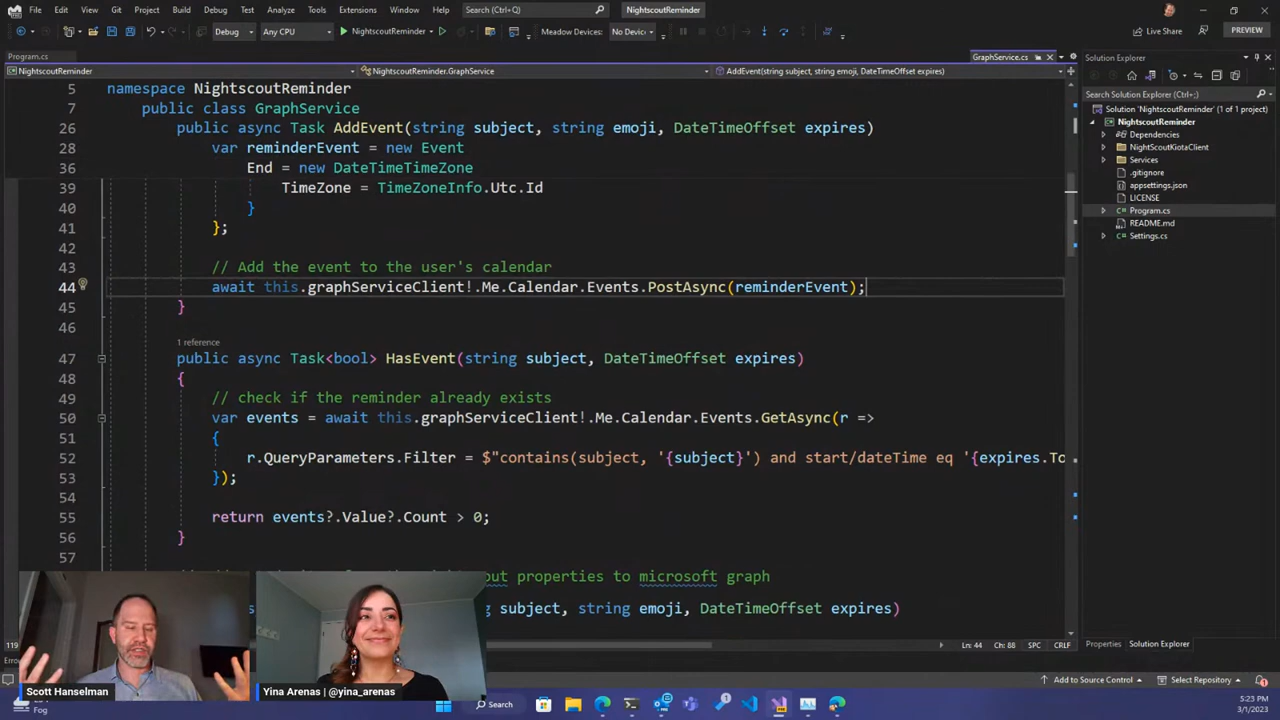 File Edit View Git Project Build Debug Test Analyze Tools Extensions Window Help Search (Ctrl+Q) NightscoutReminder
Debug Any CPU NightscoutReminder Meadow Devices: No Devic Live Share PREVIEW
Program.cs GraphService.cs
NightscoutReminder NightscoutReminder.GraphService AddEvent(string subject, string emoji, DateTimeOffset expires)
5 namespace NightscoutReminder
7 public class GraphService
26 public async Task AddEvent(string subject, string emoji, DateTimeOffset expires)
28 var reminderEvent = new Event
36 End = new DateTimeTimeZone
39 TimeZone = TimeZoneInfo.Utc.Id
40 }
41 };
42
43 // Add the event to the user's calendar
44 await this.graphServiceClient!.Me.Calendar.Events.PostAsync(reminderEvent);
45 }
46
1 reference
47 public async Task<bool> HasEvent(string subject, DateTimeOffset expires)
48 {
49 // check if the reminder already exists
50 var events = await this.graphServiceClient!.Me.Calendar.Events.GetAsync(r =>
51 {
52 r.QueryParameters.Filter = $"contains(subject, '{subject}') and start/dateTime eq '{expires.To
53 });
54
55 return events?.Value?.Count > 0;
56 }
57
out properties to microsoft graph
g subject, string emoji, DateTimeOffset expires)
119
Ln: 44 Ch: 88 SPC CRLF
Solution Explorer
Search Solution Explorer (Ctrl+;)
Solution 'NightscoutReminder' (1 of 1 project)
NightscoutReminder
Dependencies
NightScoutKiotaClient
Services
.gitignore
appsettings.json
LICENSE
Program.cs
README.md
Settings.cs
Properties Solution Explorer
Add to Source Control Select Repository
Scott Hanselman
Yina Arenas | @yina_arenas
Fog
Search
5:23 PM
3/1/2023